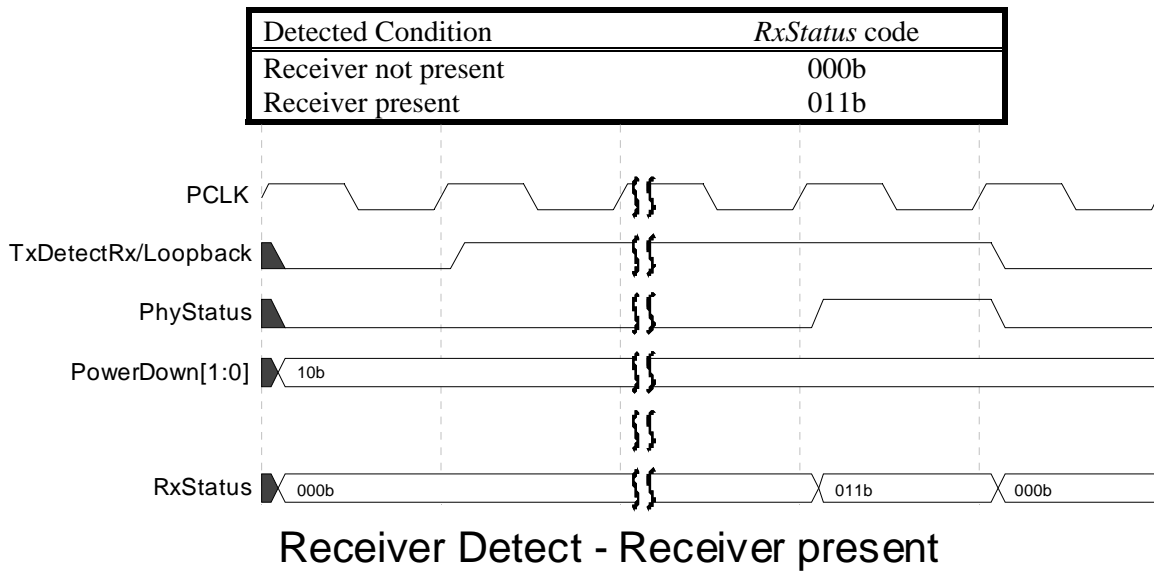 Detected Condition RxStatus code
Receiver not present 000b
Receiver present 011b
PCLK
TxDetectRx/Loopback
PhyStatus
PowerDown[1:0] 10b
RxStatus 000b 011b 000b
Receiver Detect - Receiver present